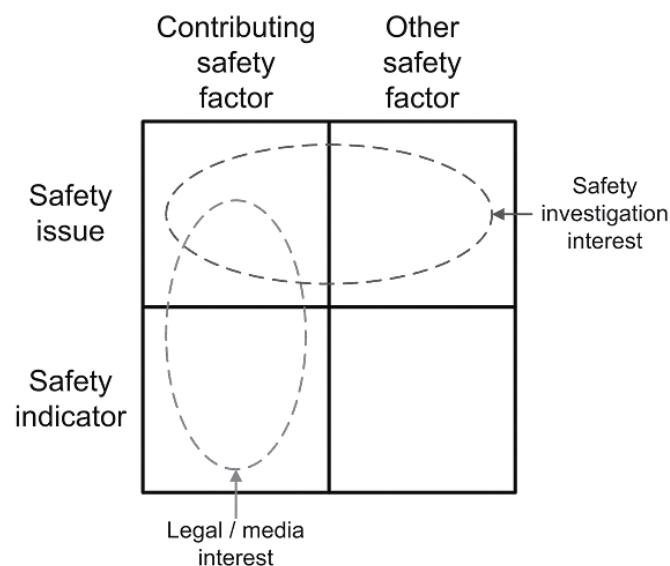 Contributing
safety
factor
Other
safety
factor
Safety
issue
Safety
investigation
interest
Safety
indicator
Legal / media
interest